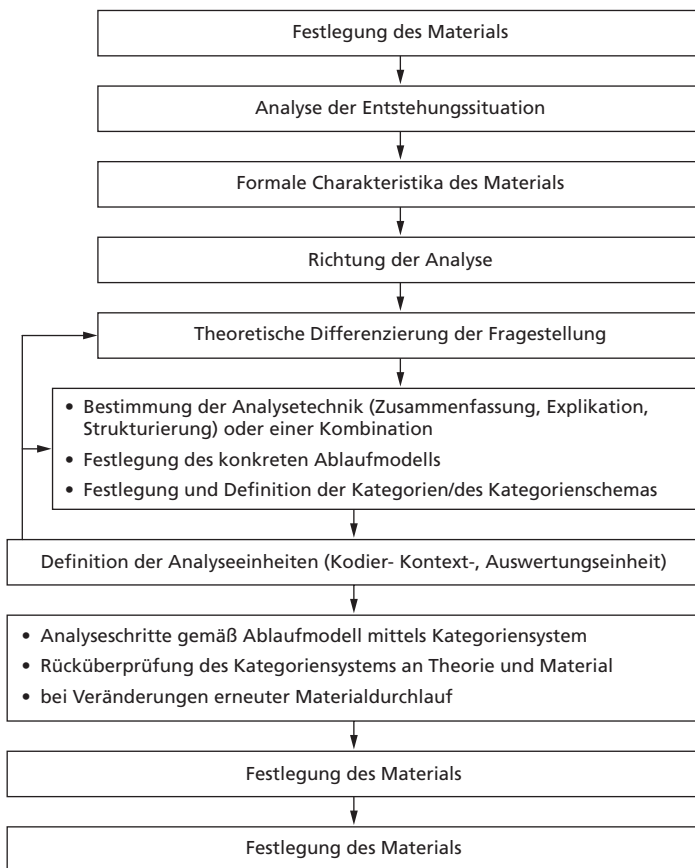 Festlegung des Materials
Analyse der Entstehungssituation
Formale Charakteristika des Materials
Richtung der Analyse
Theoretische Differenzierung der Fragestellung
• Bestimmung der Analysetechnik (Zusammenfassung, Explikation,
Strukturierung) oder einer Kombination
• Festlegung des konkreten Ablaufmodells
• Festlegung und Definition der Kategorien/des Kategorienschemas
Definition der Analyseeinheiten (Kodier- Kontext-, Auswertungseinheit)
• Analyseschritte gemäß Ablaufmodell mittels Kategoriensystem
• Rücküberprüfung des Kategoriensystems an Theorie und Material
• bei Veränderungen erneuter Materialdurchlauf
Festlegung des Materials
Festlegung des Materials